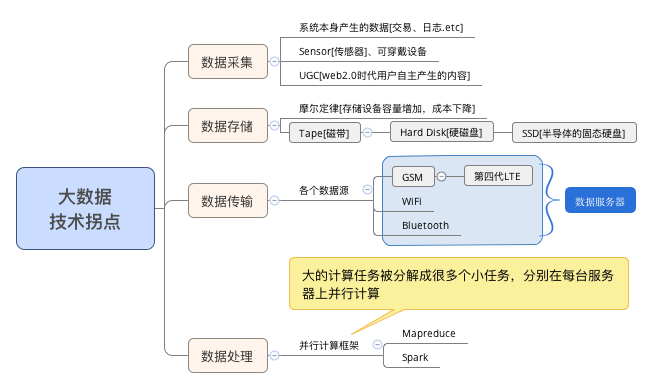 大数据
技术拐点
数据采集
系统本身产生的数据[交易、日志.etc]
Sensor[传感器]、可穿戴设备
UGC[web2.0时代用户自主产生的内容]
数据存储
摩尔定律[存储设备容量增加，成本下降]
Tape[磁带]
Hard Disk[硬磁盘]
SSD[半导体的固态硬盘]
数据传输
各个数据源
GSM
第四代LTE
WiFi
Bluetooth
数据服务器
大的计算任务被分解成很多个小任务，分别在每台服务
器上并行计算
数据处理
并行计算框架
Mapreduce
Spark